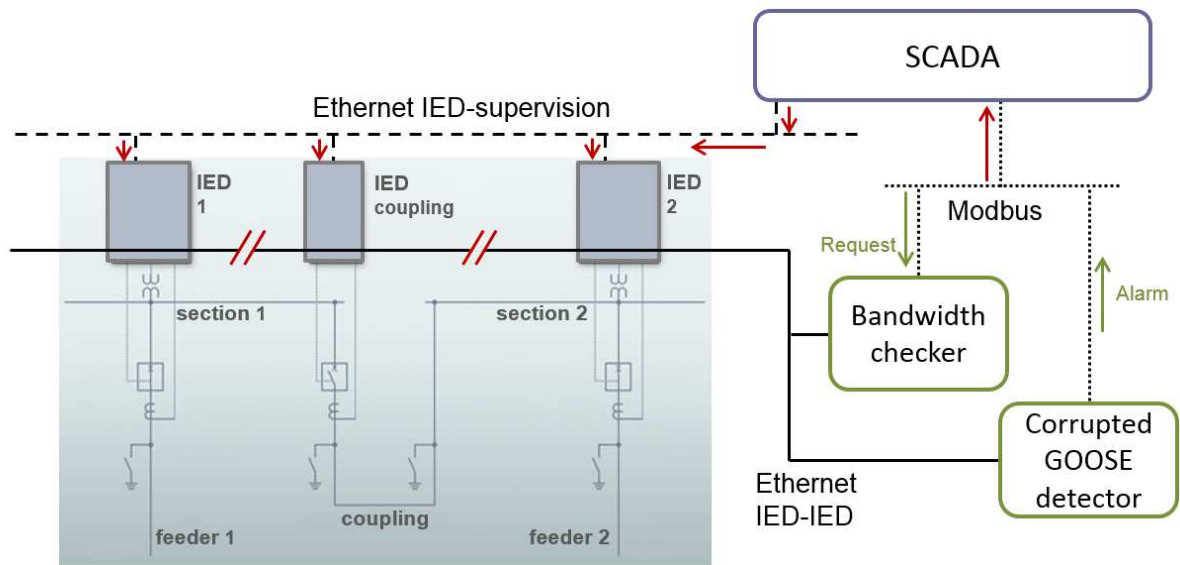 SCADA
Ethernet IED-supervision
IED
1
IED
coupling
IED
2
Modbus
Request
Alarm
section 1
section 2
Bandwidth
checker
Corrupted
GOOSE
detector
Ethernet
IED-IED
coupling
feeder 1
feeder 2